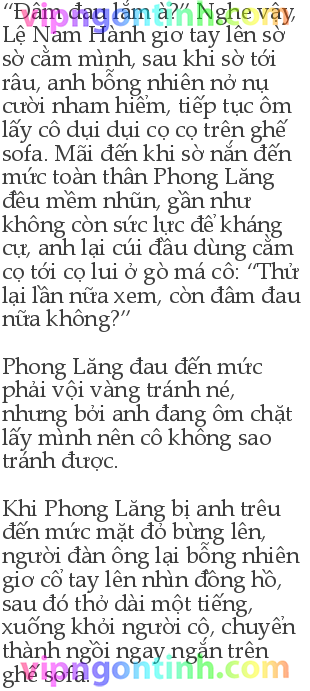 “Đâm đau lắm à?” Nghe vậy,
Lệ Nam Hành giơ tay lên sờ
sờ cằm mình, sau khi sờ tới
râu, anh bỗng nhiên nở nụ
cười nham hiểm, tiếp tục ôm
lấy cô dụi dụi cọ cọ trên ghế
sofa. Mãi đến khi sờ nắn đến
mức toàn thân Phong Lăng
đều mềm nhũn, gần như
không còn sức lực để kháng
cự, anh lại cúi đầu dùng cằm
cọ tới cọ lui ở gò má cô: “Thử
lại lần nữa xem, còn đâm đau
nữa không?”
Phong Lăng đau đến mức
phải vội vàng tránh né,
nhưng bởi anh đang ôm chặt
lấy mình nên cô không sao
tránh được.
Khi Phong Lăng bị anh trêu
đến mức mặt đỏ bừng lên,
người đàn ông lại bỗng nhiên
giơ cổ tay lên nhìn đồng hồ,
sau đó thở dài một tiếng,
xuống khỏi người cô, chuyển
thành ngồi ngay ngắn trên
ghế sofa.
vipngontinh.com
vipngontinh.com